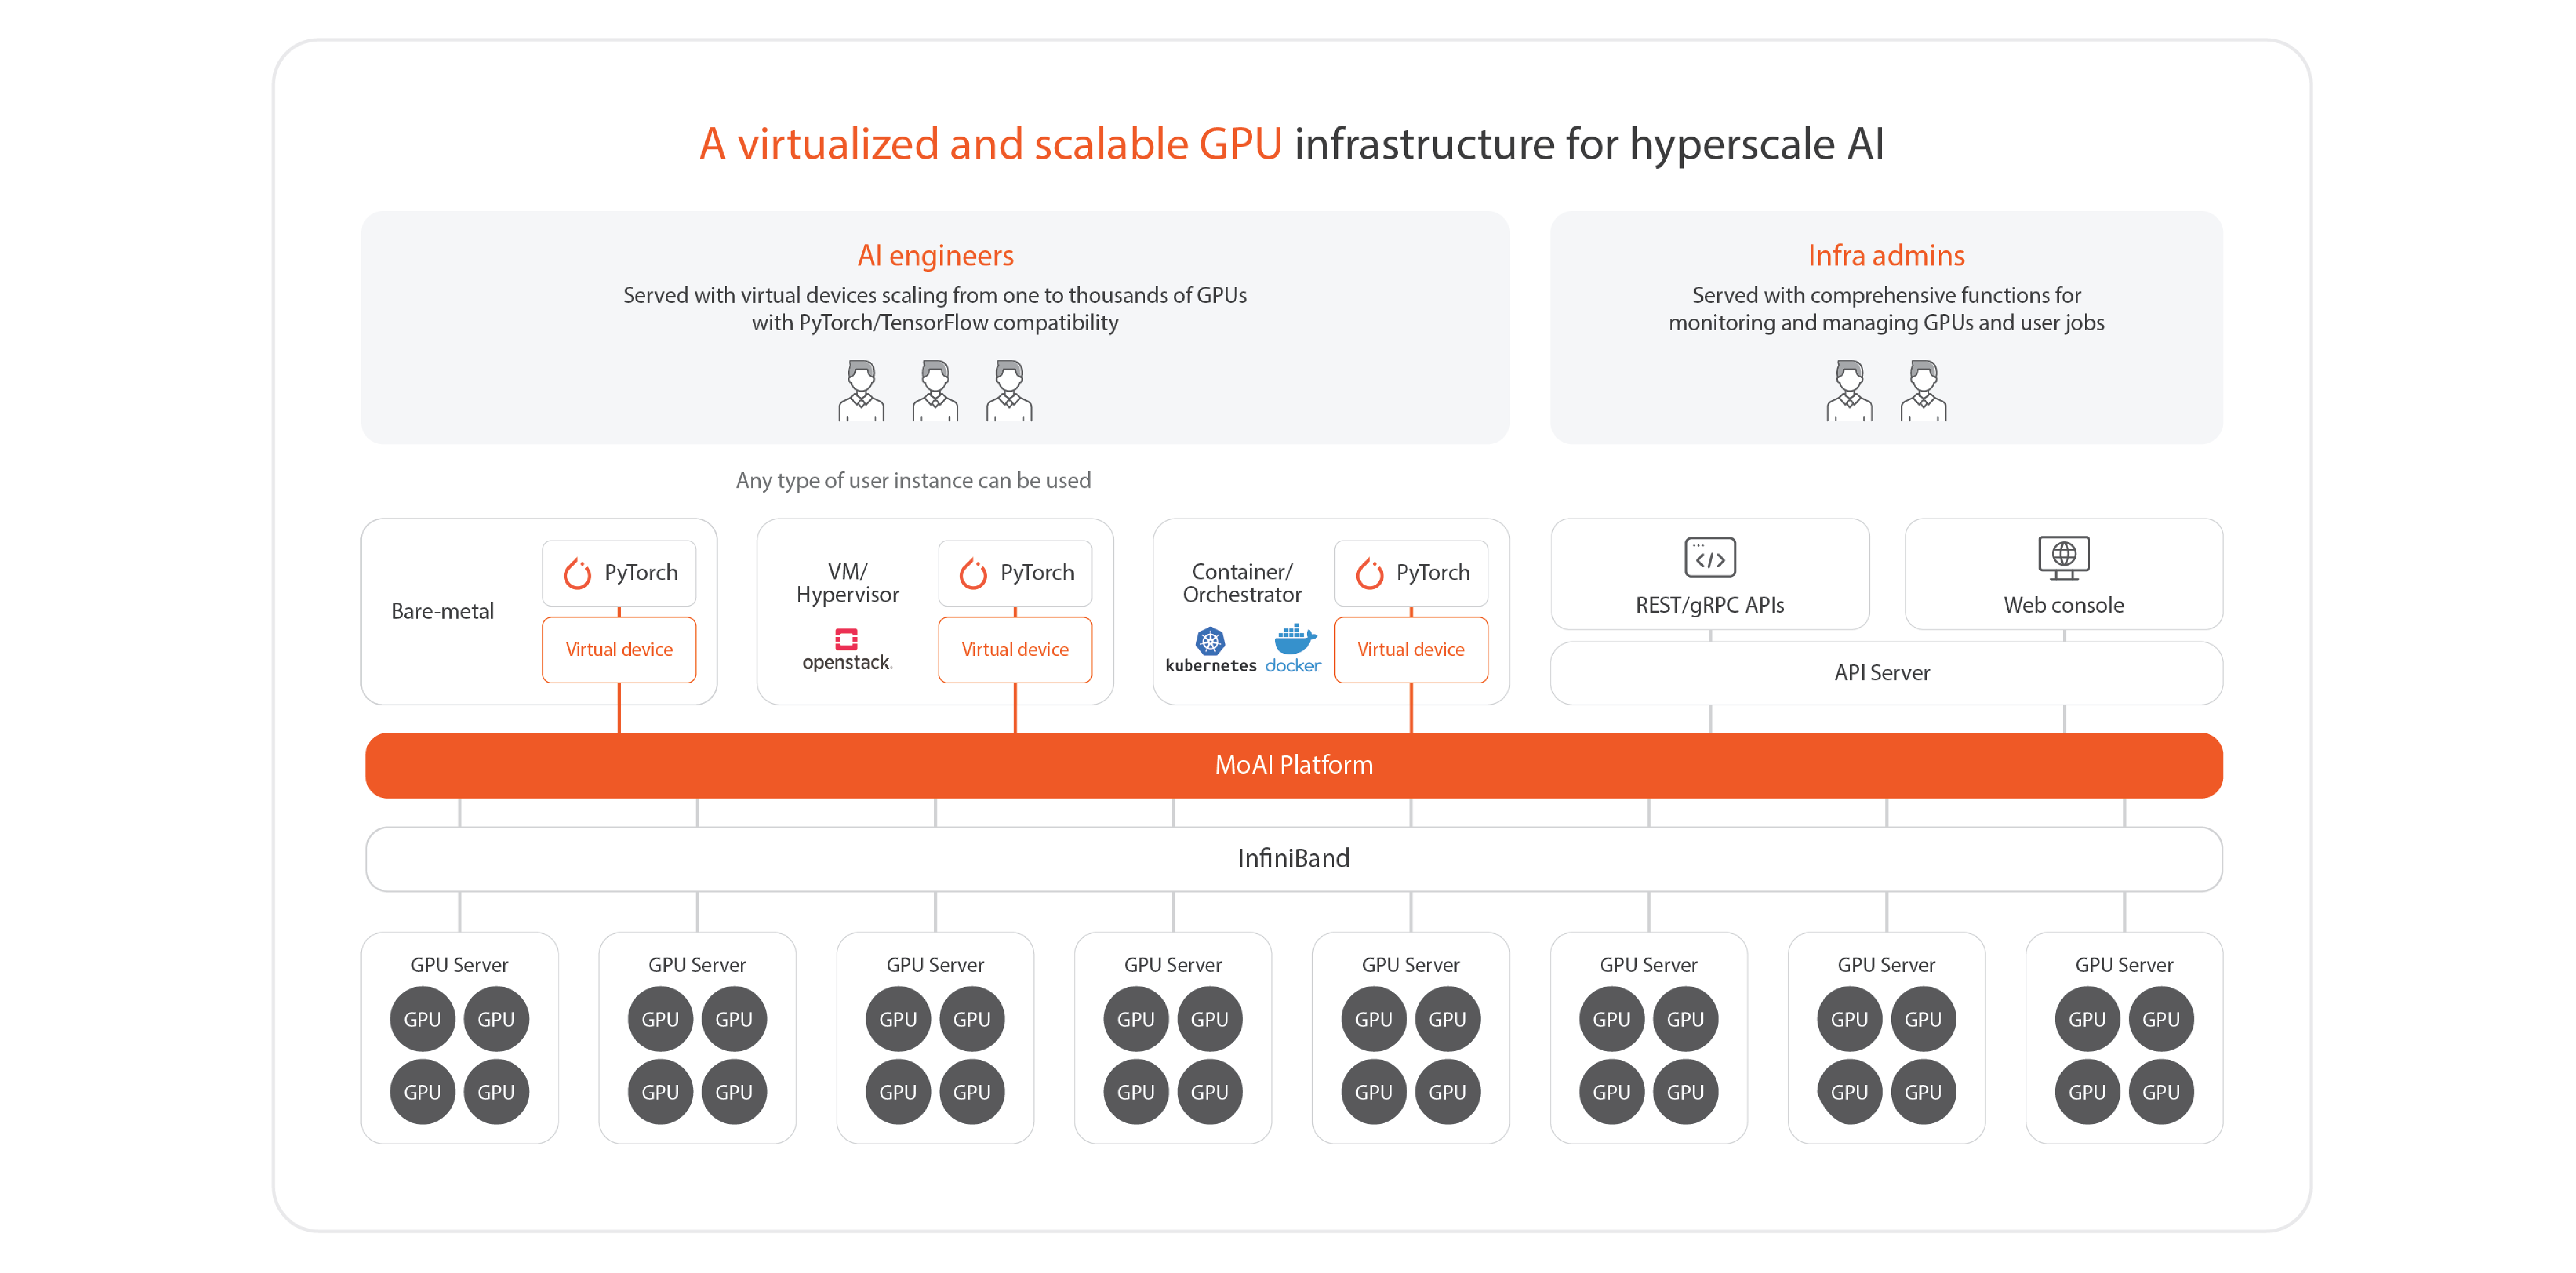 A virtualized and scalable GPU infrastructure for hyperscale AI
AI engineers
Served with virtual devices scaling from one to thousands of GPUs
with PyTorch/TensorFlow compatibility
Infra admins
Served with comprehensive functions for
monitoring and managing GPUs and user jobs
Any type of user instance can be used
Bare-metal
PyTorch
Virtual device
VM/
Hypervisor
openstack.
PyTorch
Virtual device
Container/
Orchestrator
kubernetes
docker
PyTorch
Virtual device
REST/gRPC APIs
Web console
API Server
MoAI Platform
InfiniBand
GPU Server
GPU GPU
GPU GPU
GPU Server
GPU GPU
GPU GPU
GPU Server
GPU GPU
GPU GPU
GPU Server
GPU GPU
GPU GPU
GPU Server
GPU GPU
GPU GPU
GPU Server
GPU GPU
GPU GPU
GPU Server
GPU GPU
GPU GPU
GPU Server
GPU GPU
GPU GPU